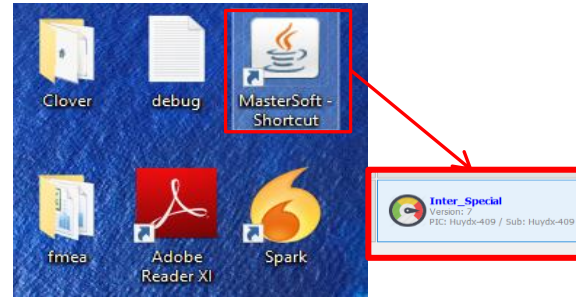 Clover
debug
MasterSoft -
Shortcut
fmea
Adobe
Reader XI
Spark
Inter_Special
Version: 7
PIC: Huydx-409 / Sub: Huydx-409